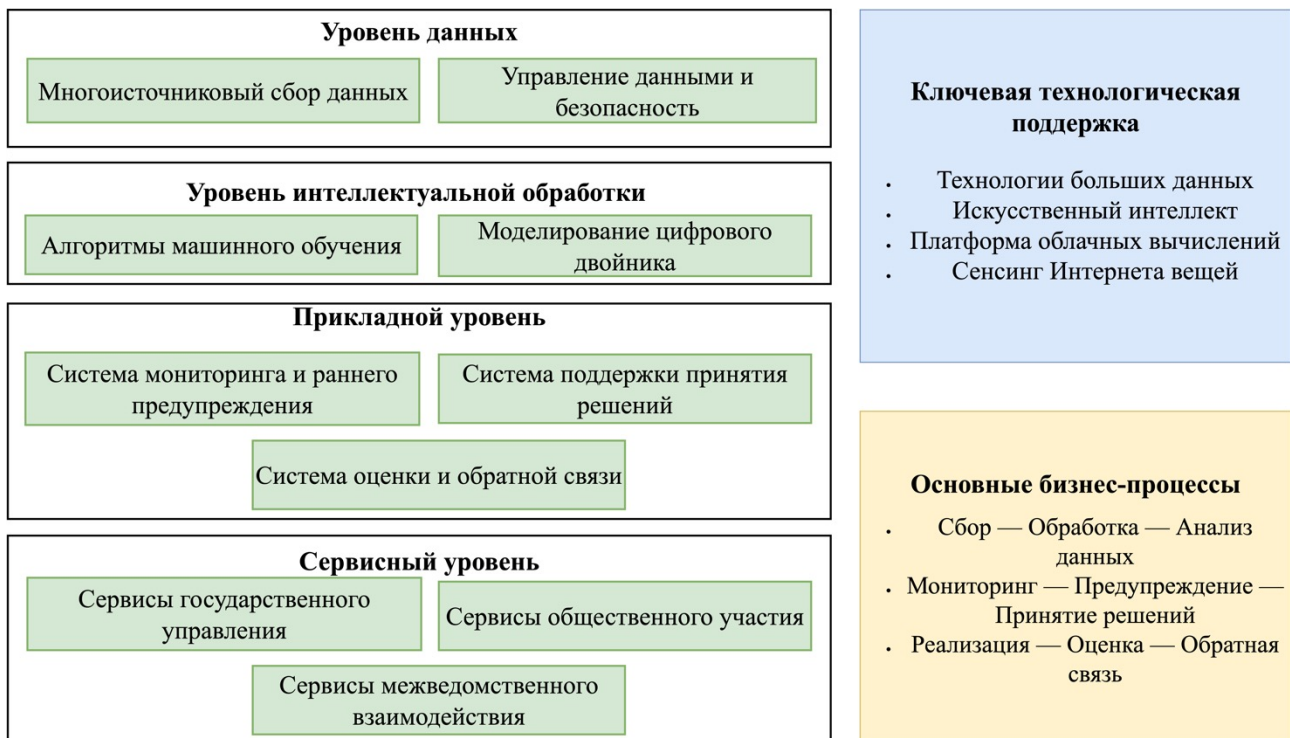 Уровень данных
Многоисточниковый сбор данных
Управление данными и
безопасность
Уровень интеллектуальной обработки
Алгоритмы машинного обучения
Моделирование цифрового
двойника
Прикладной уровень
Система мониторинга и раннего
предупреждения
Система поддержки принятия
решений
Система оценки и обратной связи
Сервисный уровень
Сервисы государственного
управления
Сервисы общественного участия
Сервисы межведомственного
взаимодействия
Ключевая технологическая
поддержка
• Технологии больших данных
• Искусственный интеллект
• Платформа облачных вычислений
• Сенсинг Интернета вещей
Основные бизнес-процессы
• Сбор — Обработка — Анализ
данных
• Мониторинг — Предупреждение —
Принятие решений
• Реализация — Оценка — Обратная
связь